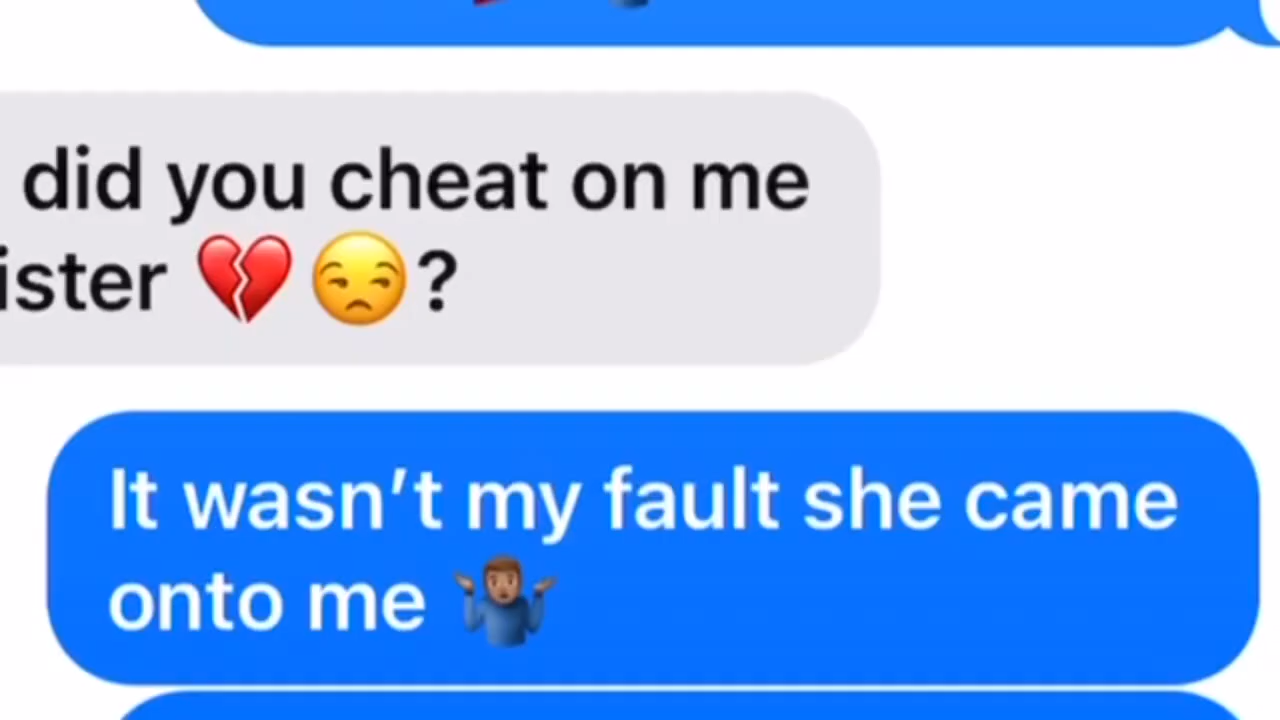 did you cheat on me
ister 💔😒?
It wasn’t my fault she came
onto me 🤷🏽‍♂️